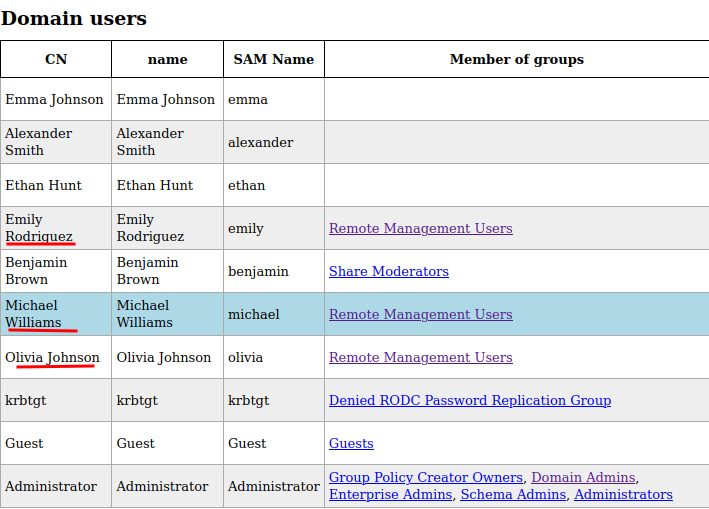 Domain users
CN name SAM Name Member of groups
Emma Johnson Emma Johnson emma
Alexander Smith Alexander Smith alexander
Ethan Hunt Ethan Hunt ethan
Emily Rodriguez Emily Rodriguez emily Remote Management Users
Benjamin Brown Benjamin Brown benjamin Share Moderators
Michael Williams Michael Williams michael Remote Management Users
Olivia Johnson Olivia Johnson olivia Remote Management Users
krbtgt krbtgt krbtgt Denied RODC Password Replication Group
Guest Guest Guest Guests
Administrator Administrator Administrator Group Policy Creator Owners, Domain Admins,
Enterprise Admins, Schema Admins, Administrators